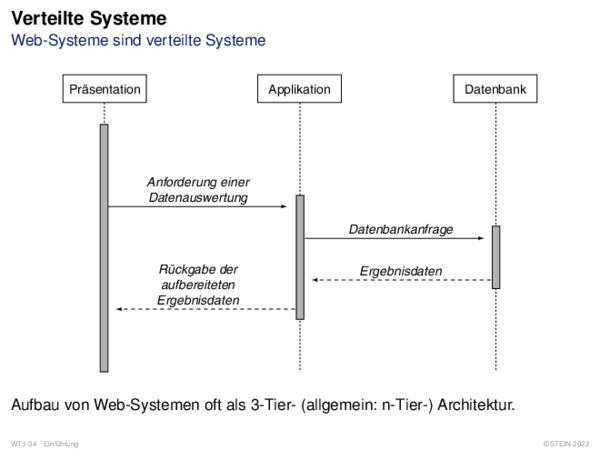 Verteilte Systeme
Web-Systeme sind verteilte Systeme
Präsentation
Applikation
Datenbank
Anforderung einer
Datenauswertung
Datenbankanfrage
Ergebnisdaten
Rückgabe der
aufbereiteten
Ergebnisdaten
Aufbau von Web-Systemen oft als 3-Tier- (allgemein: n-Tier-) Architektur.
WT:I-34 Einführung
©STEIN 2022